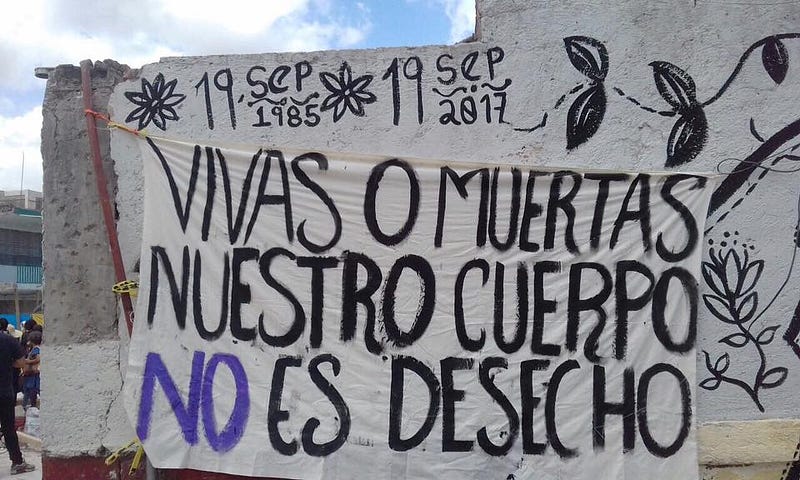 19 SEP 1985 19 SEP 2017
VIVAS O MUERTAS
NUESTRO CUERPO
NO ES DESECHO